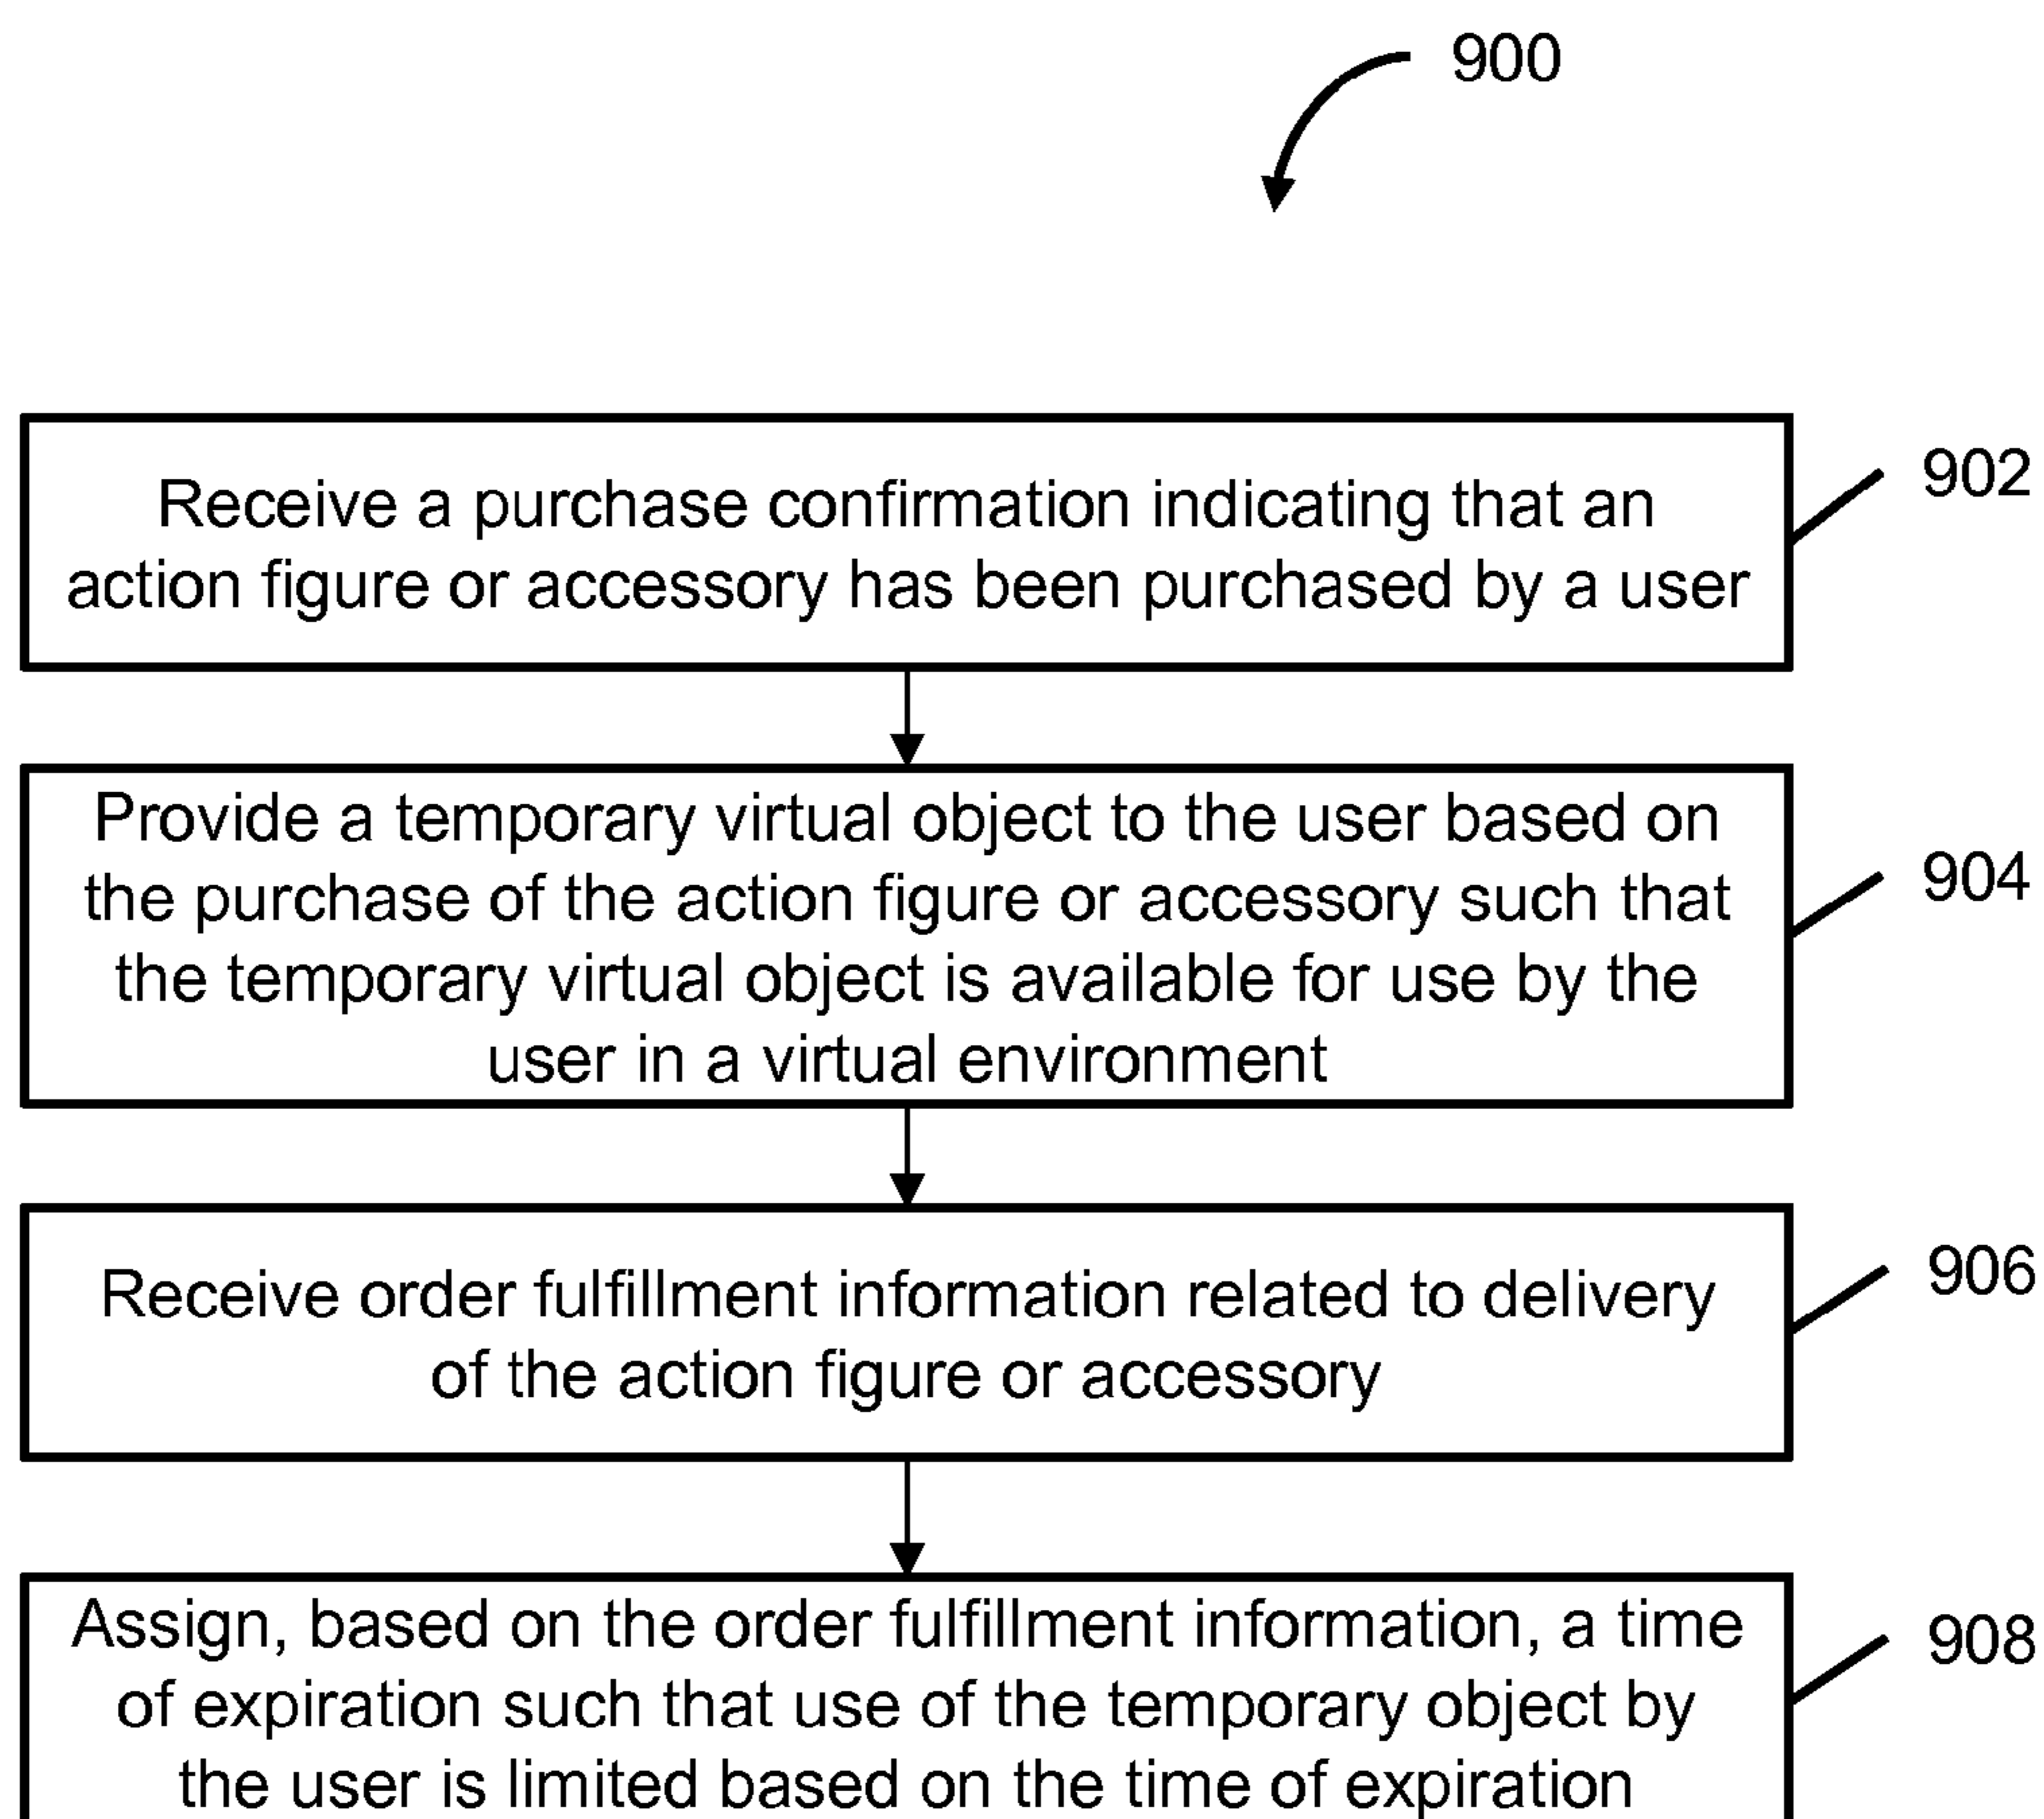 900
Receive a purchase confirmation indicating that an
action figure or accessory has been purchased by a user
902
Provide a temporary virtual object to the user based on
the purchase of the action figure or accessory such that
the temporary virtual object is available for use by the
user in a virtual environment
904
Receive order fulfillment information related to delivery
of the action figure or accessory
906
Assign, based on the order fulfillment information, a time
of expiration such that use of the temporary object by
the user is limited based on the time of expiration
908